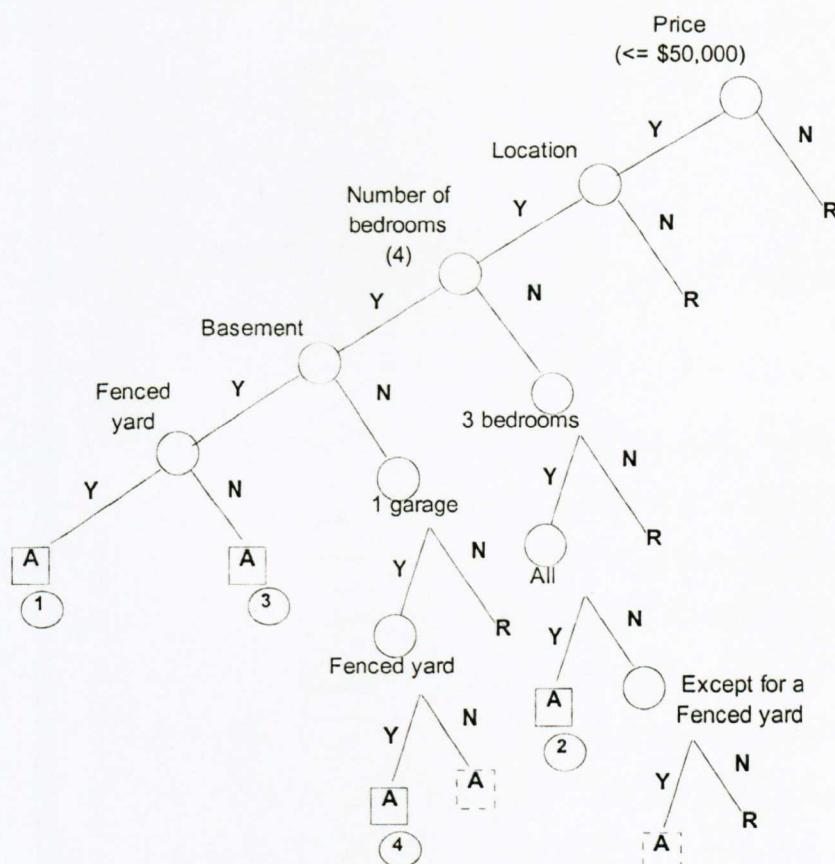 Price
(<= $50,000)
Y
N
Location
R
Number of
bedrooms
(4)
Y
N
R
Basement
Y
N
Fenced
yard
Y
N
3 bedrooms
Y
N
1 garage
Y
N
A
A
R
All
1
3
Y
N
R
Y
N
Fenced yard
A
Except for a
Fenced yard
2
Y
N
A
A
Y
N
R
4
A